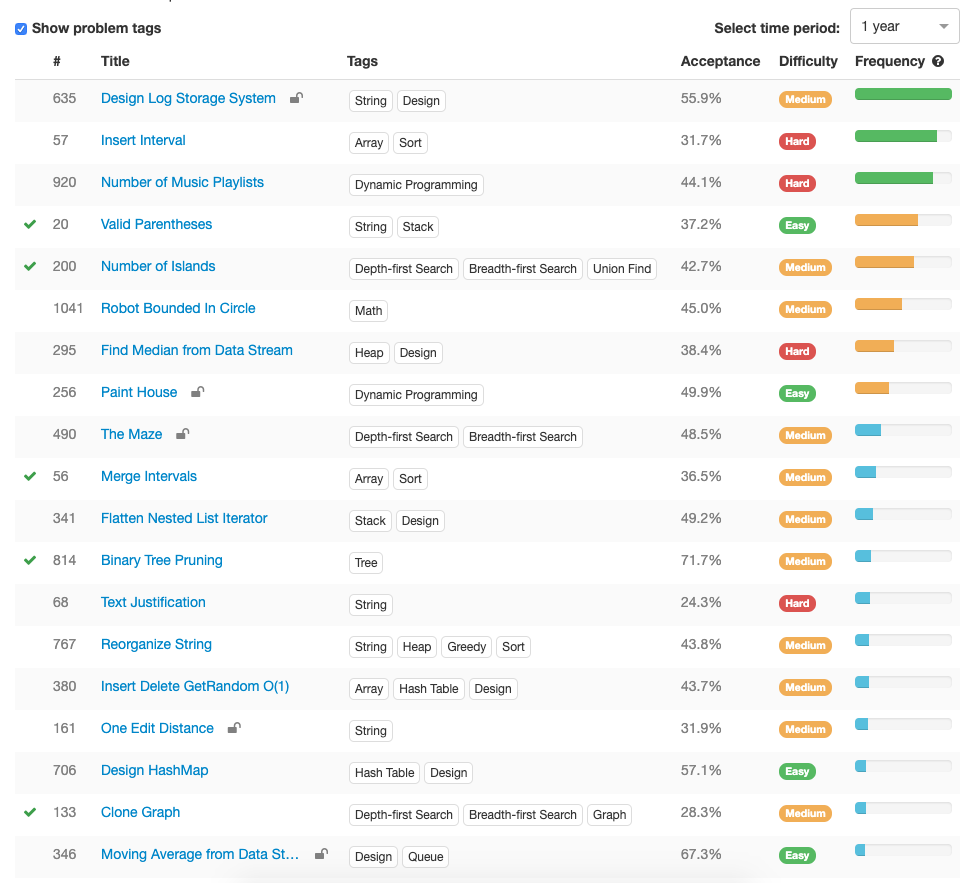 Show problem tags Select time period: 1 year
# Title Tags Acceptance Difficulty Frequency ?
635 Design Log Storage System String Design 55.9% Medium
57 Insert Interval Array Sort 31.7% Hard
920 Number of Music Playlists Dynamic Programming 44.1% Hard
20 Valid Parentheses String Stack 37.2% Easy
200 Number of Islands Depth-first Search Breadth-first Search Union Find 42.7% Medium
1041 Robot Bounded In Circle Math 45.0% Medium
295 Find Median from Data Stream Heap Design 38.4% Hard
256 Paint House Dynamic Programming 49.9% Easy
490 The Maze Depth-first Search Breadth-first Search 48.5% Medium
56 Merge Intervals Array Sort 36.5% Medium
341 Flatten Nested List Iterator Stack Design 49.2% Medium
814 Binary Tree Pruning Tree 71.7% Medium
68 Text Justification String 24.3% Hard
767 Reorganize String String Heap Greedy Sort 43.8% Medium
380 Insert Delete GetRandom O(1) Array Hash Table Design 43.7% Medium
161 One Edit Distance String 31.9% Medium
706 Design HashMap Hash Table Design 57.1% Easy
133 Clone Graph Depth-first Search Breadth-first Search Graph 28.3% Medium
346 Moving Average from Data St... Design Queue 67.3% Easy